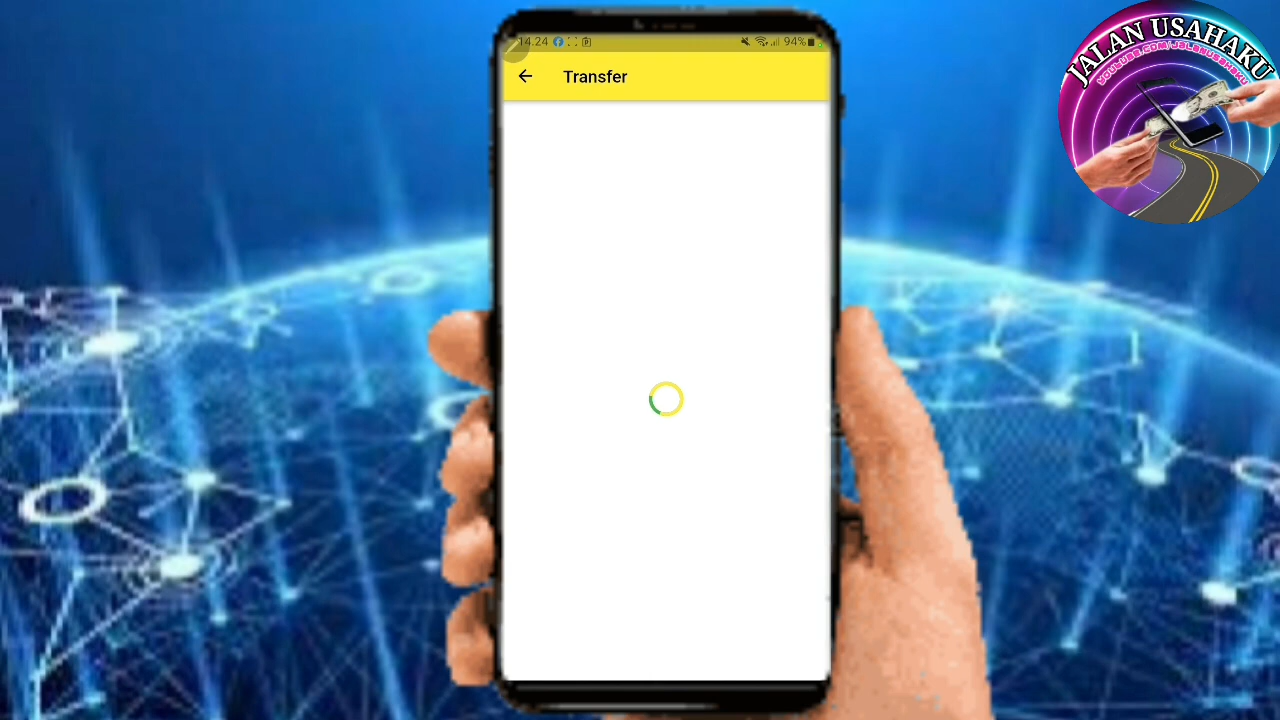 14.24
94%
Transfer
JALAN USAHAKU
YOUTUBE.COM/JALANUSAHAKU